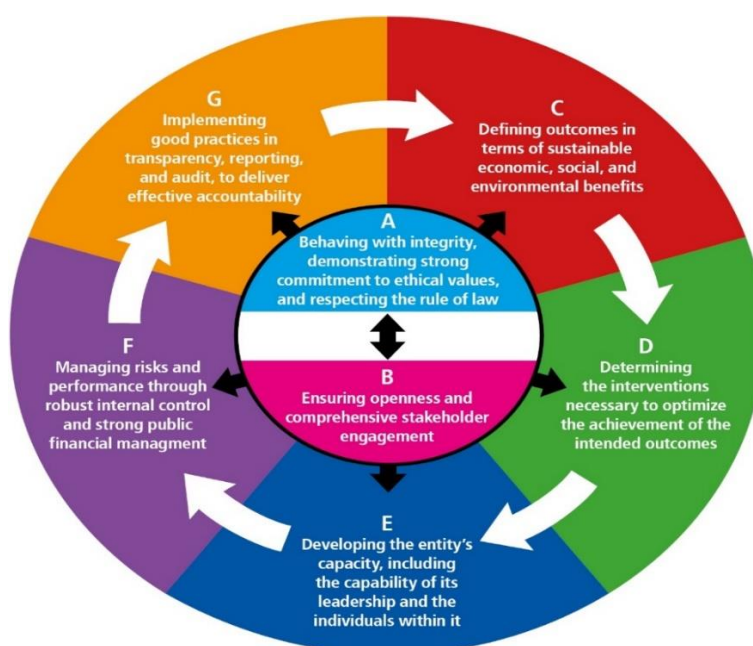 A
Behaving with integrity,
demonstrating strong
commitment to ethical values,
and respecting the rule of law
B
Ensuring openness and
comprehensive stakeholder
engagement
C
Defining outcomes in
terms of sustainable
economic, social, and
environmental benefits
D
Determining
the interventions
necessary to optimize
the achievement of the
intended outcomes
E
Developing the entity’s
capacity, including
the capability of its
leadership and the
individuals within it
F
Managing risks and
performance through
robust internal control
and strong public
financial managment
G
Implementing
good practices in
transparency, reporting,
and audit, to deliver
effective accountability